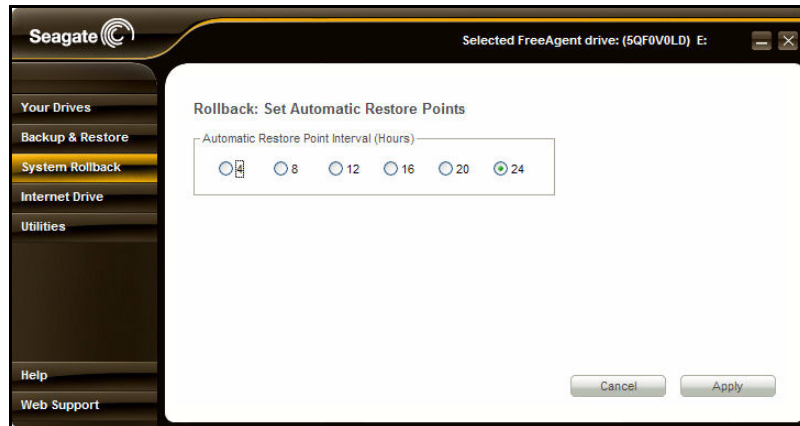 Seagate
Selected FreeAgent drive: (5QF0V0LD) E:
Your Drives
Backup & Restore
System Rollback
Internet Drive
Utilities
Help
Web Support
Rollback: Set Automatic Restore Points
Automatic Restore Point Interval (Hours)
4 8 12 16 20 24
Cancel Apply